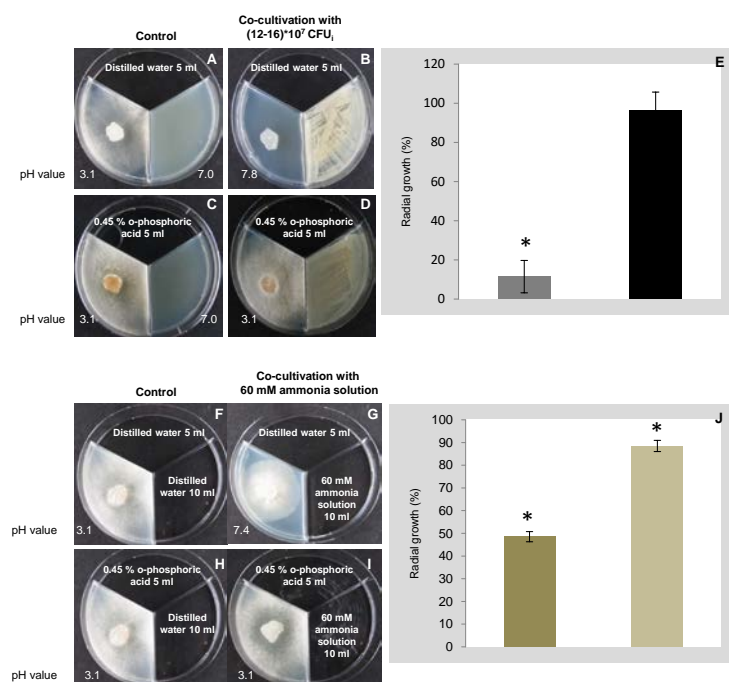 Control
Co-cultivation with
(12-16)*10⁷ CFUᵢ
A
Distilled water 5 ml
B
Distilled water 5 ml
pH value
3.1
7.0
7.8
C
0.45 % o-phosphoric
acid 5 ml
D
0.45 % o-phosphoric
acid 5 ml
pH value
3.1
7.0
3.1
E
Radial growth (%)
120
100
80
60
40
20
0
*
Control
Co-cultivation with
60 mM ammonia solution
F
Distilled water 5 ml
Distilled
water 10 ml
G
Distilled water 5 ml
60 mM
ammonia
solution
10 ml
pH value
3.1
7.4
H
0.45 % o-phosphoric
acid 5 ml
Distilled
water 10 ml
I
0.45 % o-phosphoric
acid 5 ml
60 mM
ammonia
solution
10 ml
pH value
3.1
3.1
J
Radial growth (%)
100
90
80
70
60
50
40
30
20
10
0
*
*